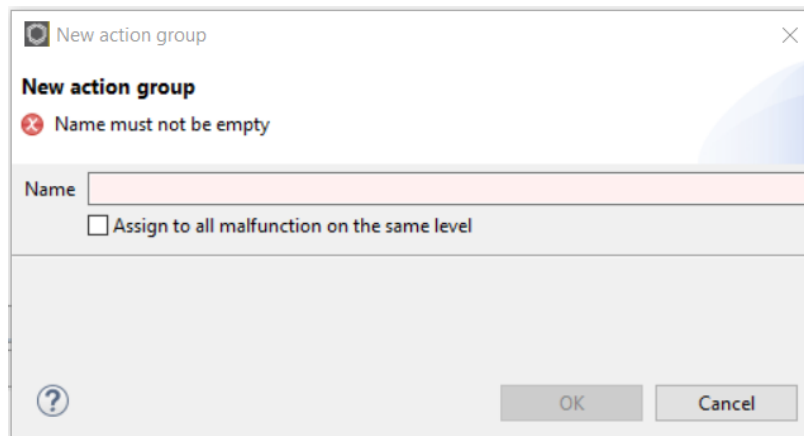 New action group
New action group
Name must not be empty
Name
Assign to all malfunction on the same level
?
OK Cancel